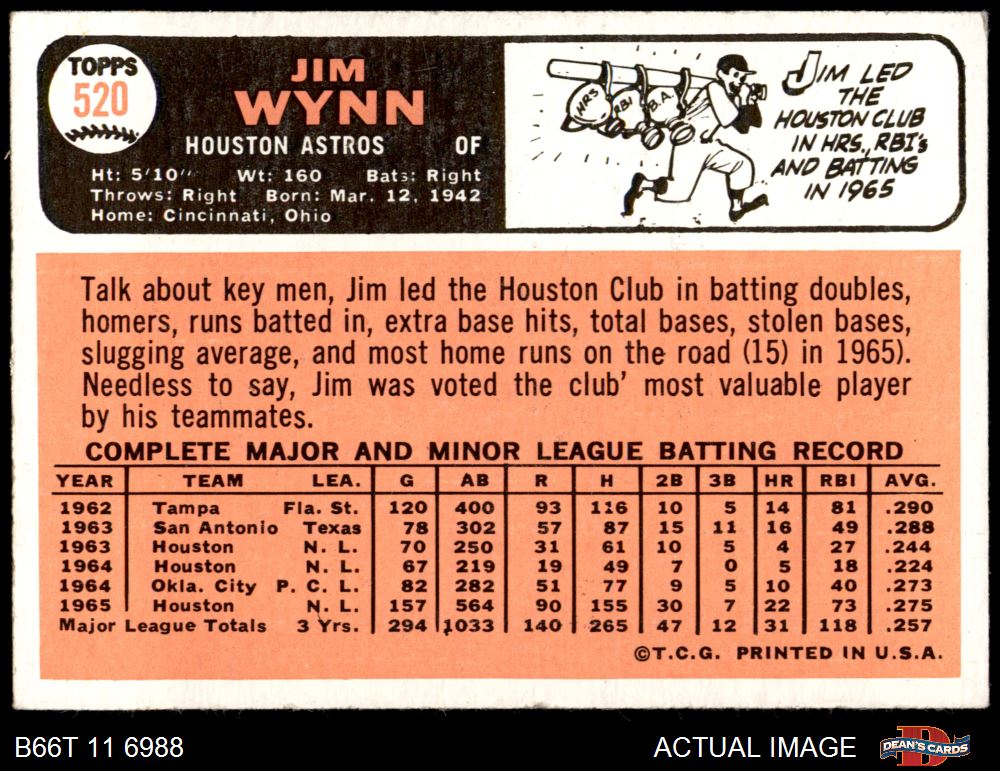 TOPPS
520
JIM
WYNN
HOUSTON ASTROS OF
Ht: 5'10" Wt: 160 Bats: Right
Throws: Right Born: Mar. 12, 1942
Home: Cincinnati, Ohio
HRS
RBI
B.A.
JIM LED
THE
HOUSTON CLUB
IN HRS., RBI's
AND BATTING
IN 1965
Talk about key men, Jim led the Houston Club in batting doubles,
homers, runs batted in, extra base hits, total bases, stolen bases,
slugging average, and most home runs on the road (15) in 1965).
Needless to say, Jim was voted the club' most valuable player
by his teammates.
COMPLETE MAJOR AND MINOR LEAGUE BATTING RECORD
YEAR TEAM LEA. G AB R H 2B 3B HR RBI AVG.
1962 Tampa Fla. St. 120 400 93 116 10 5 14 81 .290
1963 San Antonio Texas 78 302 57 87 15 11 16 49 .288
1963 Houston N. L. 70 250 31 61 10 5 4 27 .244
1964 Houston N. L. 67 219 19 49 7 0 5 18 .224
1964 Okla. City P. C. L. 82 282 51 77 9 5 10 40 .273
1965 Houston N. L. 157 564 90 155 30 7 22 73 .275
Major League Totals 3 Yrs. 294 1033 140 265 47 12 31 118 .257
©T.C.G. PRINTED IN U.S.A.
B66T 11 6988
ACTUAL IMAGE
DEAN'S CARDS